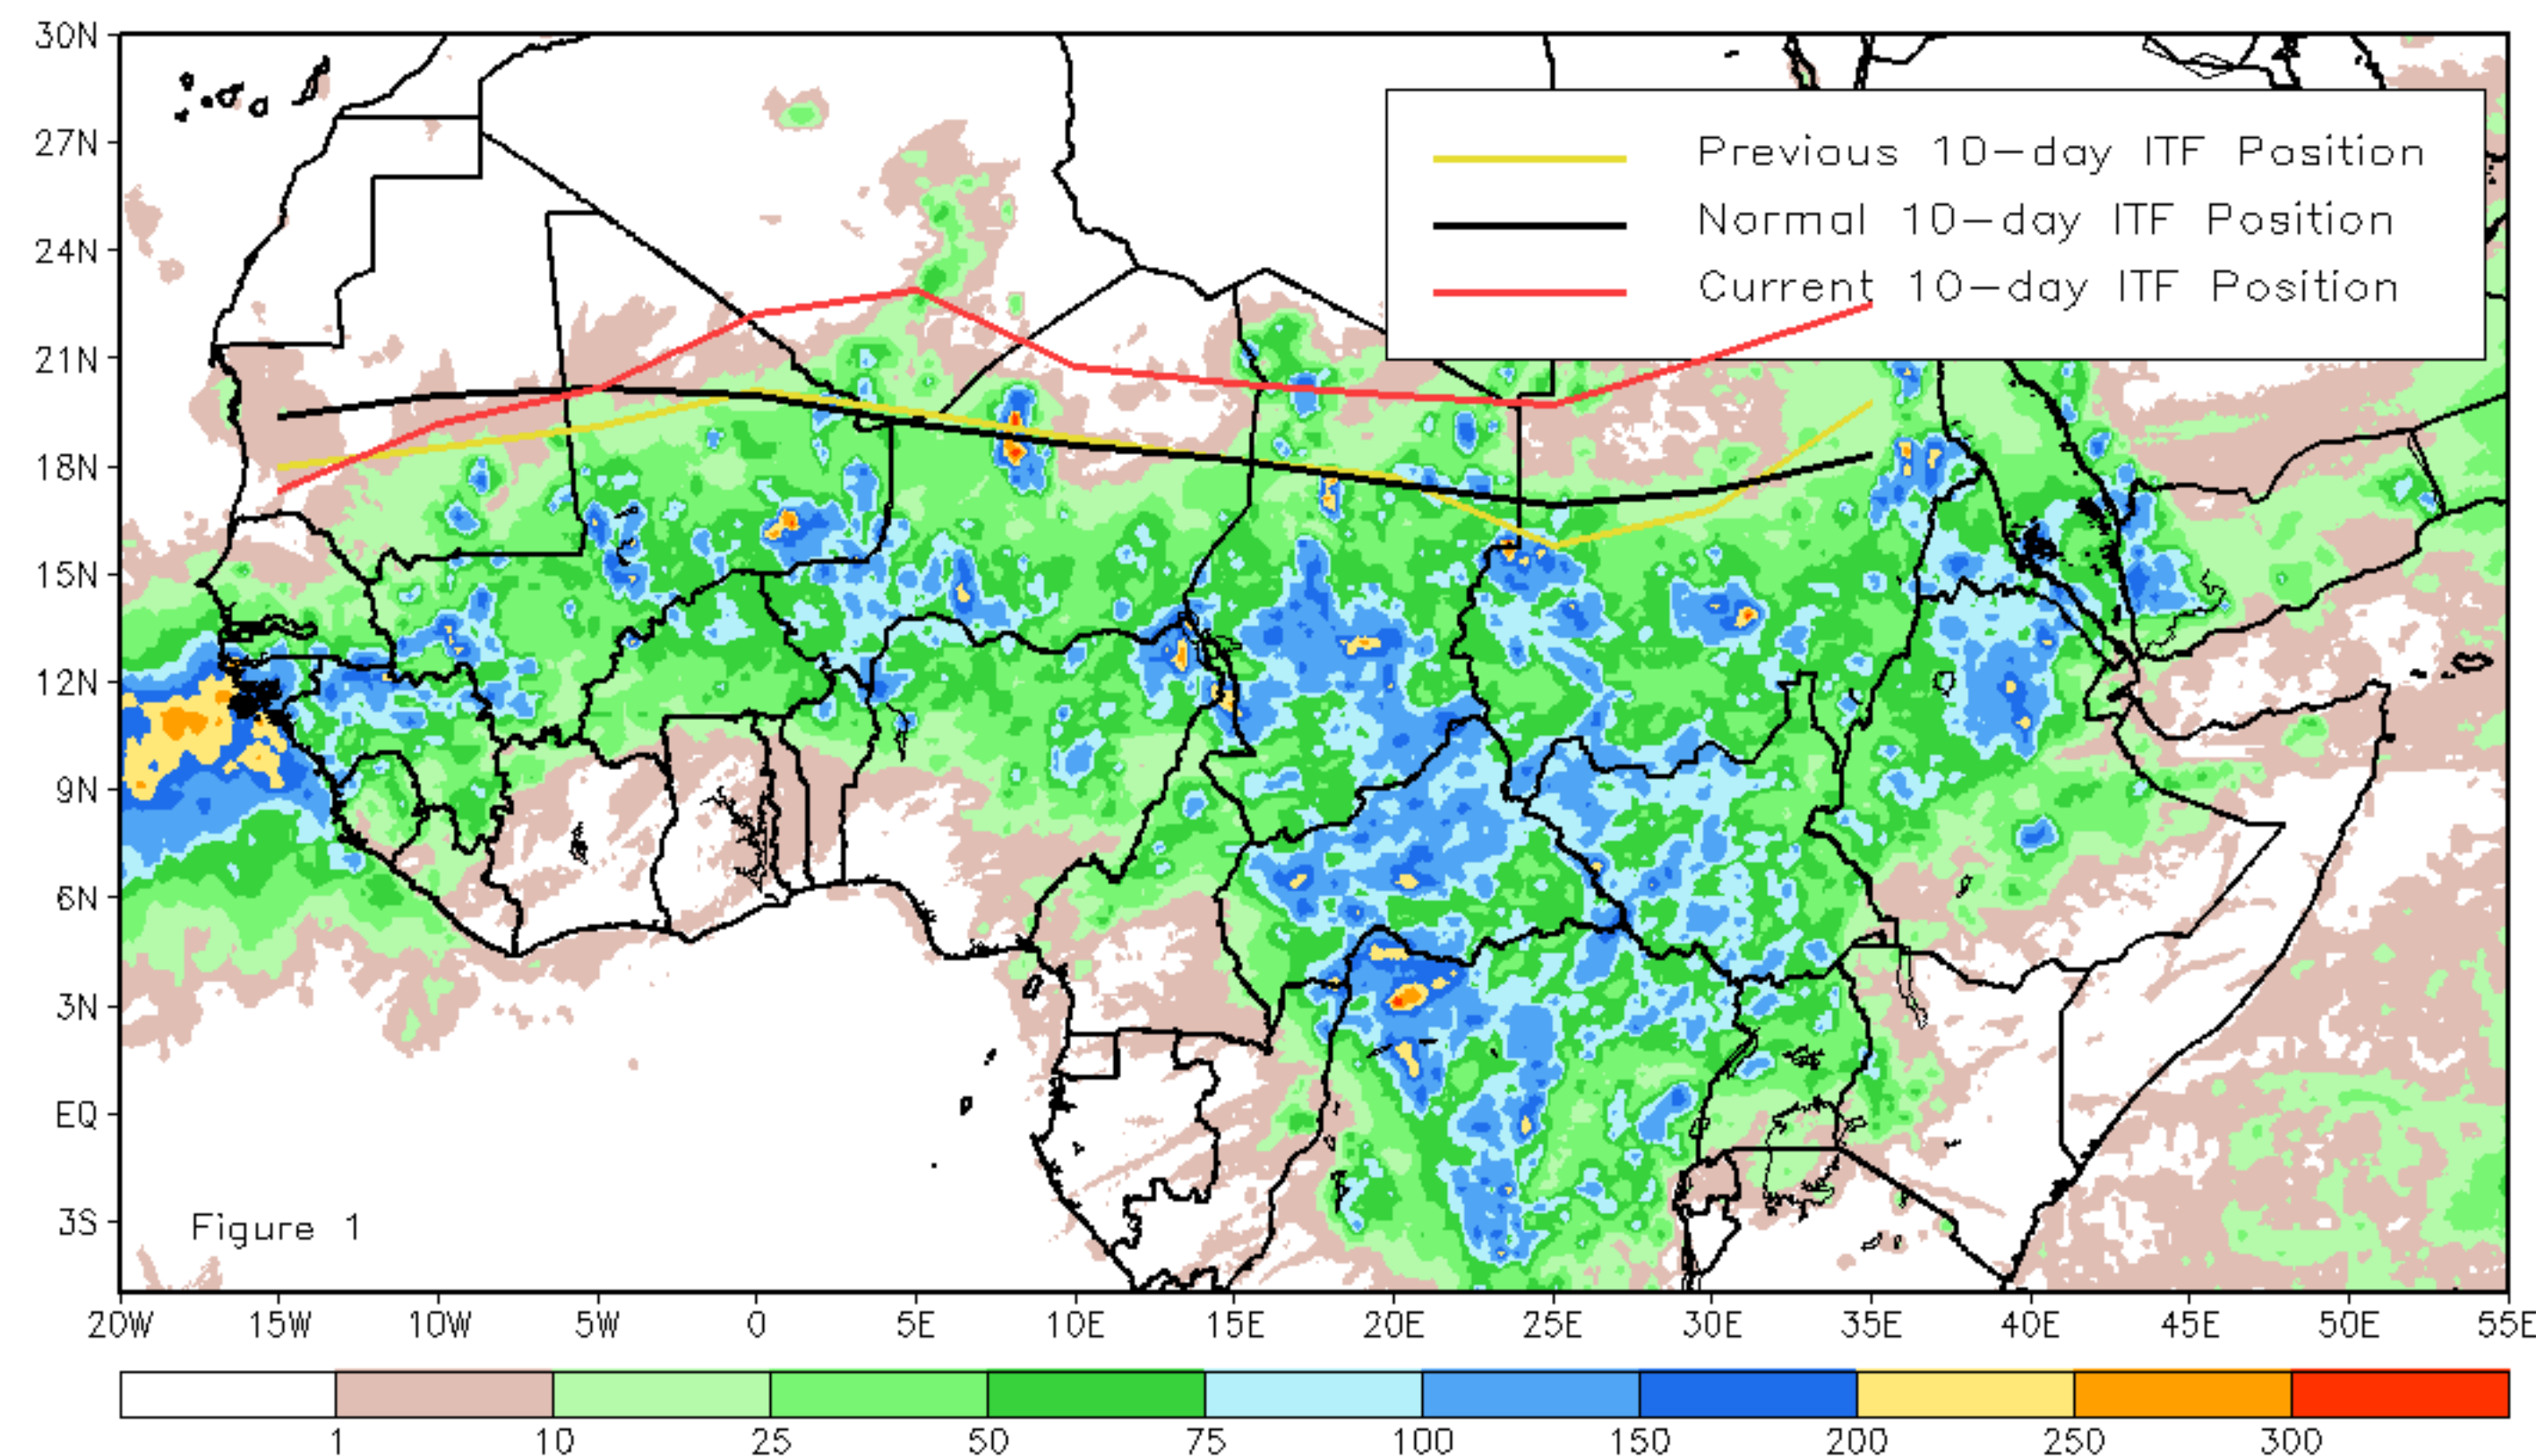 30N
27N
24N
21N
18N
15N
12N
9N
6N
3N
EQ
3S
Previous 10-day ITF Position
Normal 10-day ITF Position
Current 10-day ITF Position
Figure 1
20W 15W 10W 5W 0 5E 10E 15E 20E 25E 30E 35E 40E 45E 50E 55E
1 10 25 50 75 100 150 200 250 300